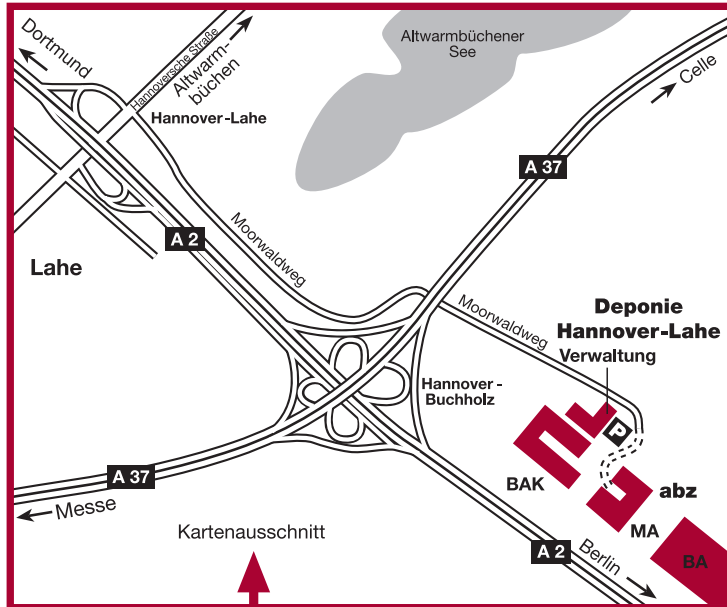 Dortmund
Hannoversche Straße
Altwarm-
büchen
Hannover-Lahe
Altwarmbüchener
See
Celle
A 37
A 2
Lahe
Moorwaldweg
Moorwaldweg
Deponie
Hannover-Lahe
Verwaltung
Hannover-
Buchholz
P
BAK
abz
MA
BA
A 37
Messe
Kartenausschnitt
A 2
Berlin